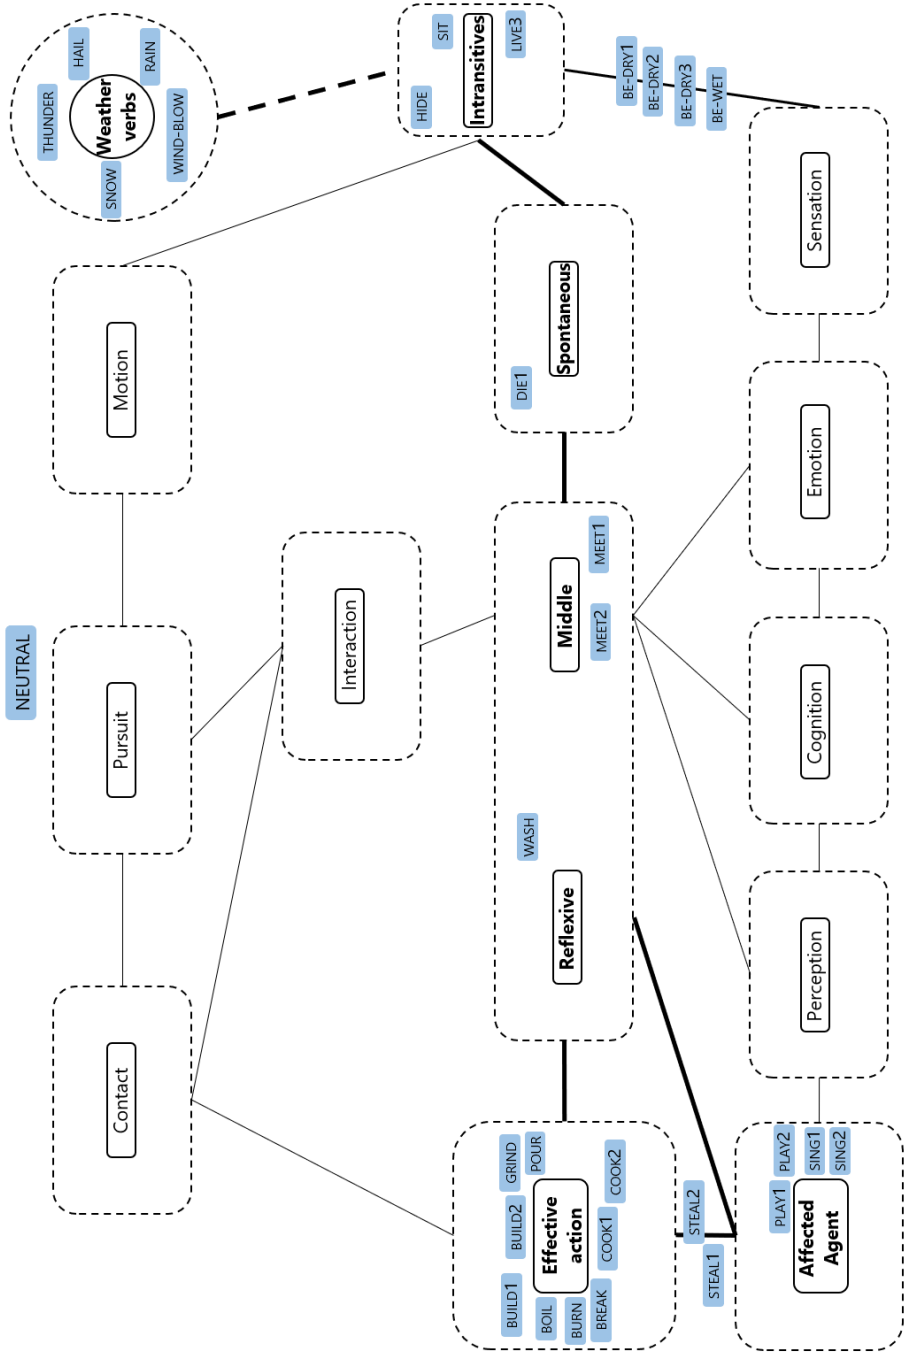 NEUTRAL
Contact
Pursuit
Motion
THUNDER
HAIL
Weather
verbs
RAIN
SNOW
WIND-BLOW
Interaction
HIDE
SIT
Intransitives
LIVE3
BUILD1
BUILD2
GRIND
POUR
BOIL
Effective
action
BURN
BREAK
COOK1
COOK2
WASH
Reflexive
Middle
MEET2
MEET1
DIE1
Spontaneous
BE-DRY1
BE-DRY2
BE-DRY3
BE-WET
STEAL2
STEAL1
PLAY1
PLAY2
Affected
Agent
SING1
SING2
Perception
Cognition
Emotion
Sensation